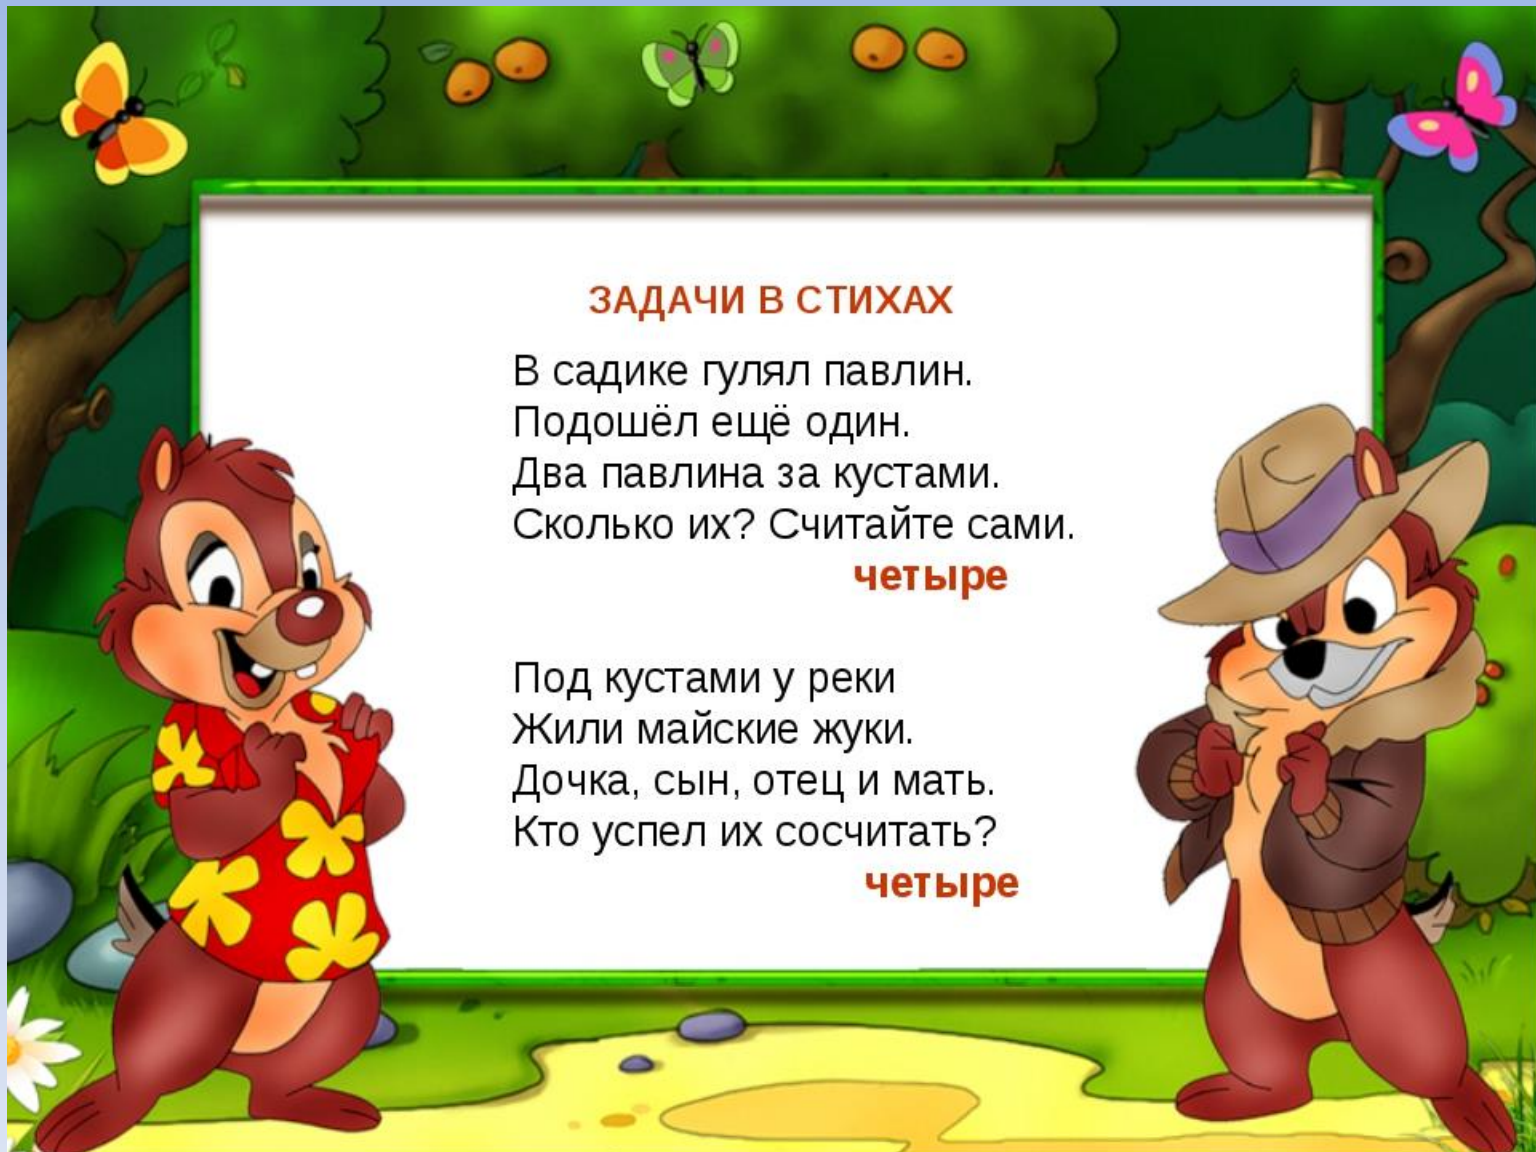 ЗАДАЧИ В СТИХАХ
В садике гулял павлин.
Подошёл ещё один.
Два павлина за кустами.
Сколько их? Считайте сами.
четыре
Под кустами у реки
Жили майские жуки.
Дочка, сын, отец и мать.
Кто успел их сосчитать?
четыре